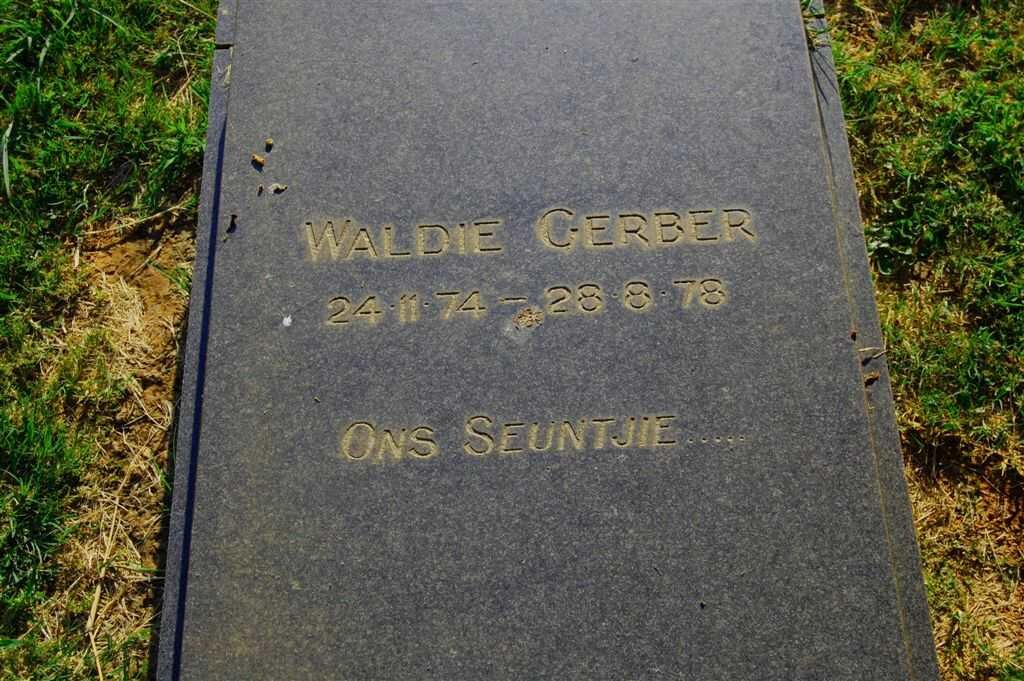 WALDIE GERBER
24·11·74 – 28·8·78
ONS SEUNTJIE.....